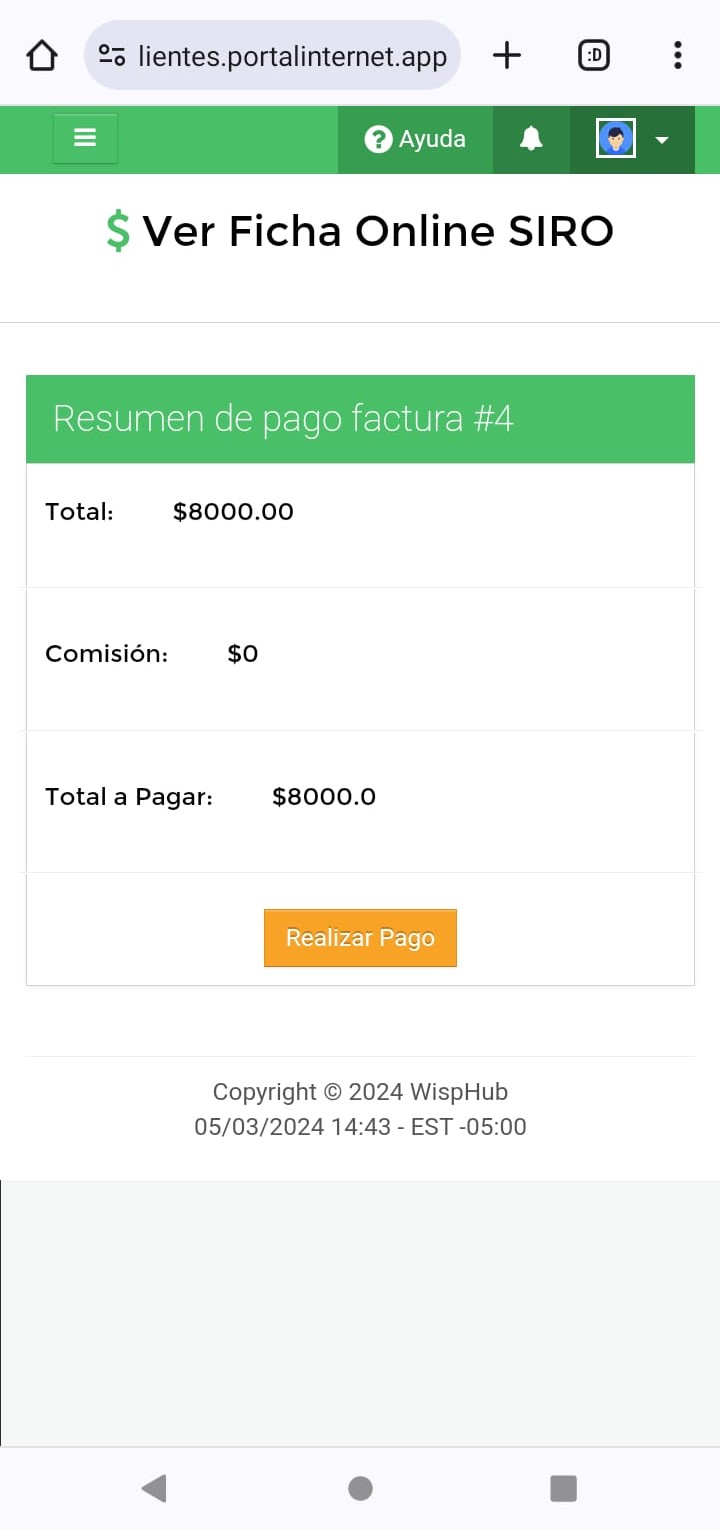 lientes.portalinternet.app
:D
Ayuda
$ Ver Ficha Online SIRO
Resumen de pago factura #4
Total: $8000.00
Comisión: $0
Total a Pagar: $8000.0
Realizar Pago
Copyright © 2024 WispHub
05/03/2024 14:43 - EST -05:00